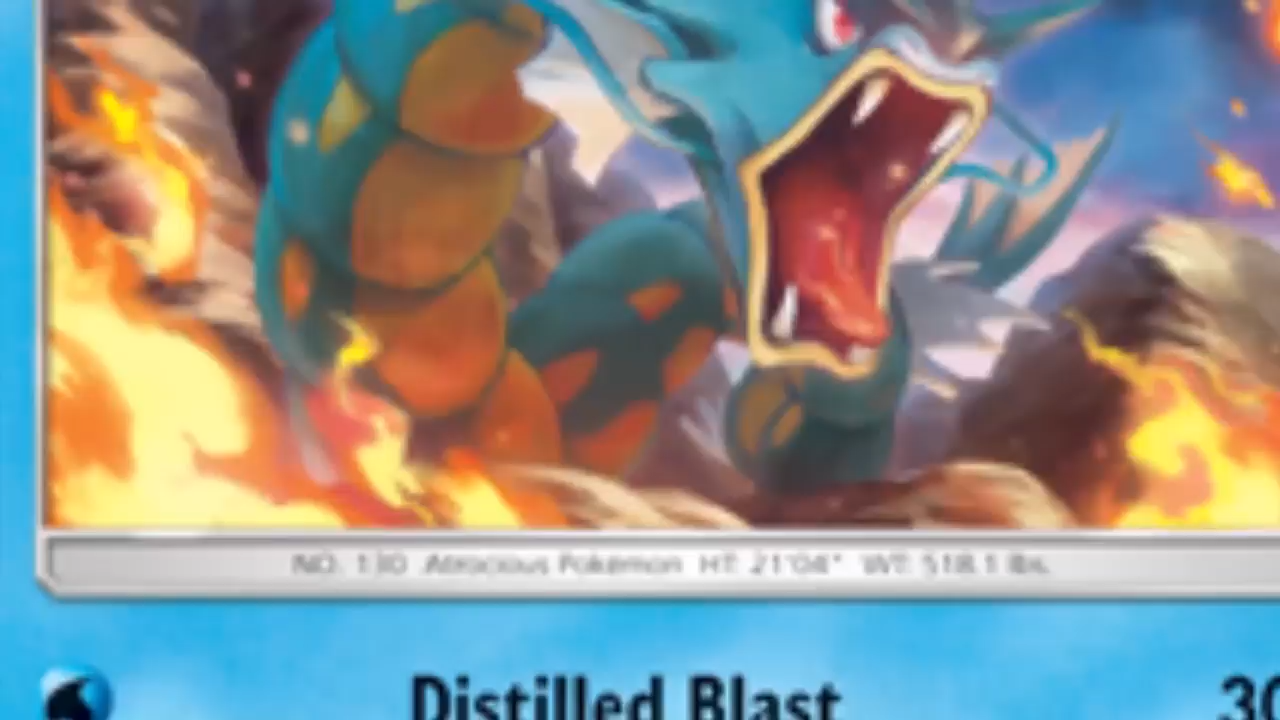 NO. 130 Atrocious Pokémon HT: 21'04" WT: 518.1 lbs.
Distilled Blast 30